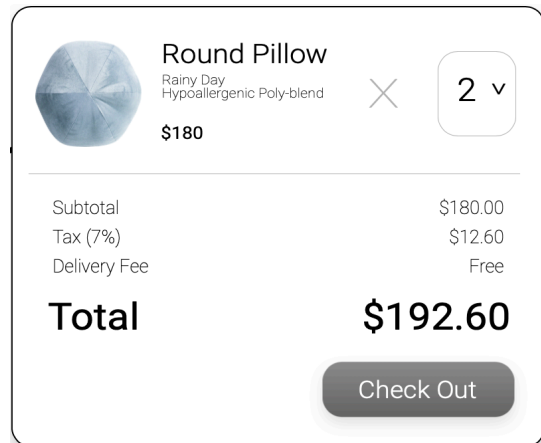 Round Pillow
Rainy Day
Hypoallergenic Poly-blend
$180
2
Subtotal $180.00
Tax (7%) $12.60
Delivery Fee Free
Total $192.60
Check Out